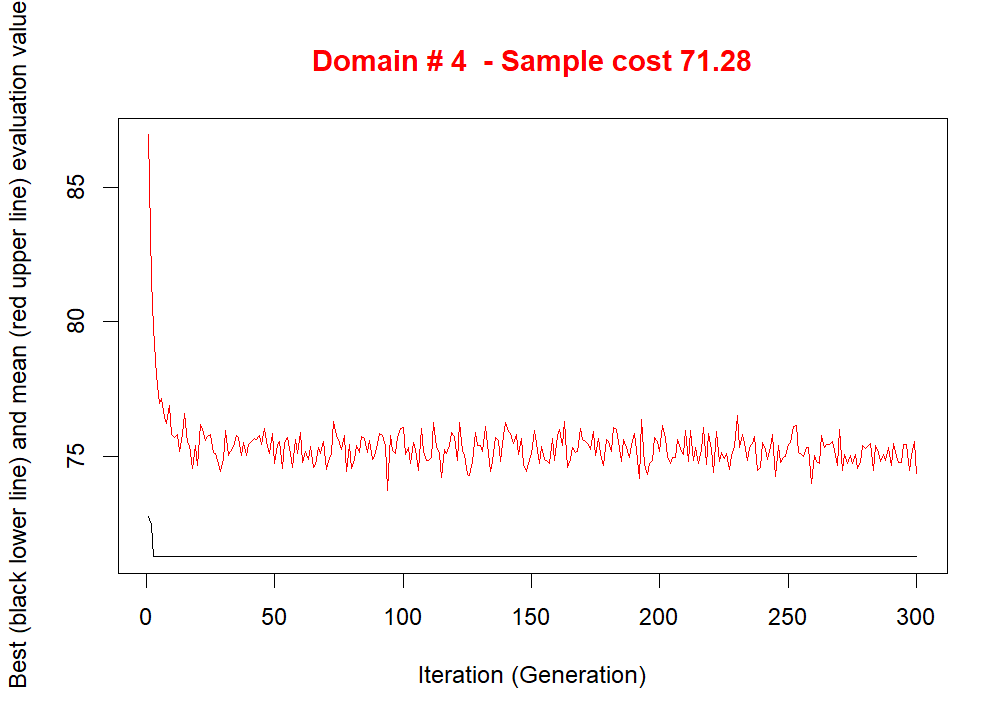 Domain # 4  - Sample cost 71.28
Best (black lower line) and mean (red upper line) evaluation value
85
80
75
0 50 100 150 200 250 300
Iteration (Generation)